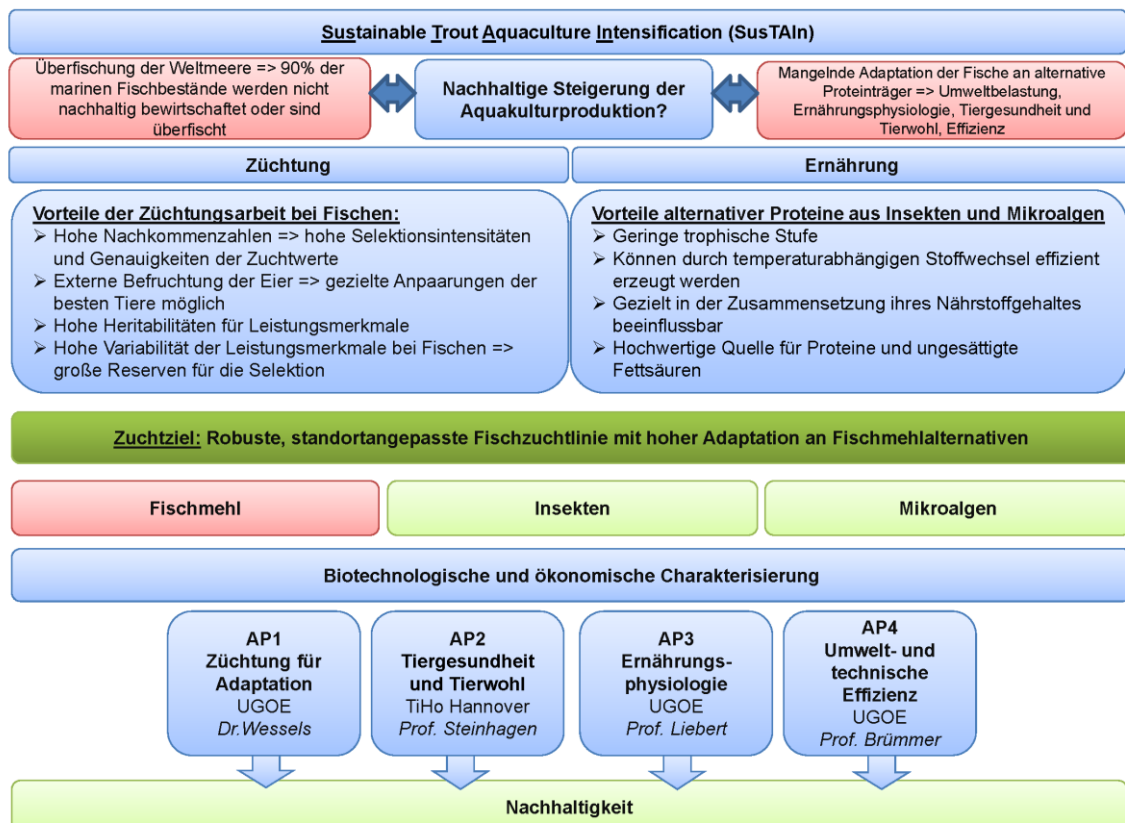 Sustainable Trout Aquaculture Intensification (SusTAIn)
Überfischung der Weltmeere => 90% der
marinen Fischbestände werden nicht
nachhaltig bewirtschaftet oder sind
überfischt
Nachhaltige Steigerung der
Aquakulturproduktion?
Mangelnde Adaptation der Fische an alternative
Proteinträger => Umweltbelastung,
Ernährungsphysiologie, Tiergesundheit und
Tierwohl, Effizienz
Züchtung
Ernährung
Vorteile der Züchtungsarbeit bei Fischen:
➢ Hohe Nachkommenzahlen => hohe Selektionsintensitäten
und Genauigkeiten der Zuchtwerte
➢ Externe Befruchtung der Eier => gezielte Anpaarungen der
besten Tiere möglich
➢ Hohe Heritabilitäten für Leistungsmerkmale
➢ Hohe Variabilität der Leistungsmerkmale bei Fischen =>
große Reserven für die Selektion
Vorteile alternativer Proteine aus Insekten und Mikroalgen
➢ Geringe trophische Stufe
➢ Können durch temperaturabhängigen Stoffwechsel effizient
erzeugt werden
➢ Gezielt in der Zusammensetzung ihres Nährstoffgehaltes
beeinflussbar
➢ Hochwertige Quelle für Proteine und ungesättigte
Fettsäuren
Zuchtziel: Robuste, standortangepasste Fischzuchtlinie mit hoher Adaptation an Fischmehlalternativen
Fischmehl
Insekten
Mikroalgen
Biotechnologische und ökonomische Charakterisierung
AP1
Züchtung für
Adaptation
UGOE
Dr.Wessels
AP2
Tiergesundheit
und Tierwohl
TiHo Hannover
Prof. Steinhagen
AP3
Ernährungs-
physiologie
UGOE
Prof. Liebert
AP4
Umwelt- und
technische
Effizienz
UGOE
Prof. Brümmer
Nachhaltigkeit